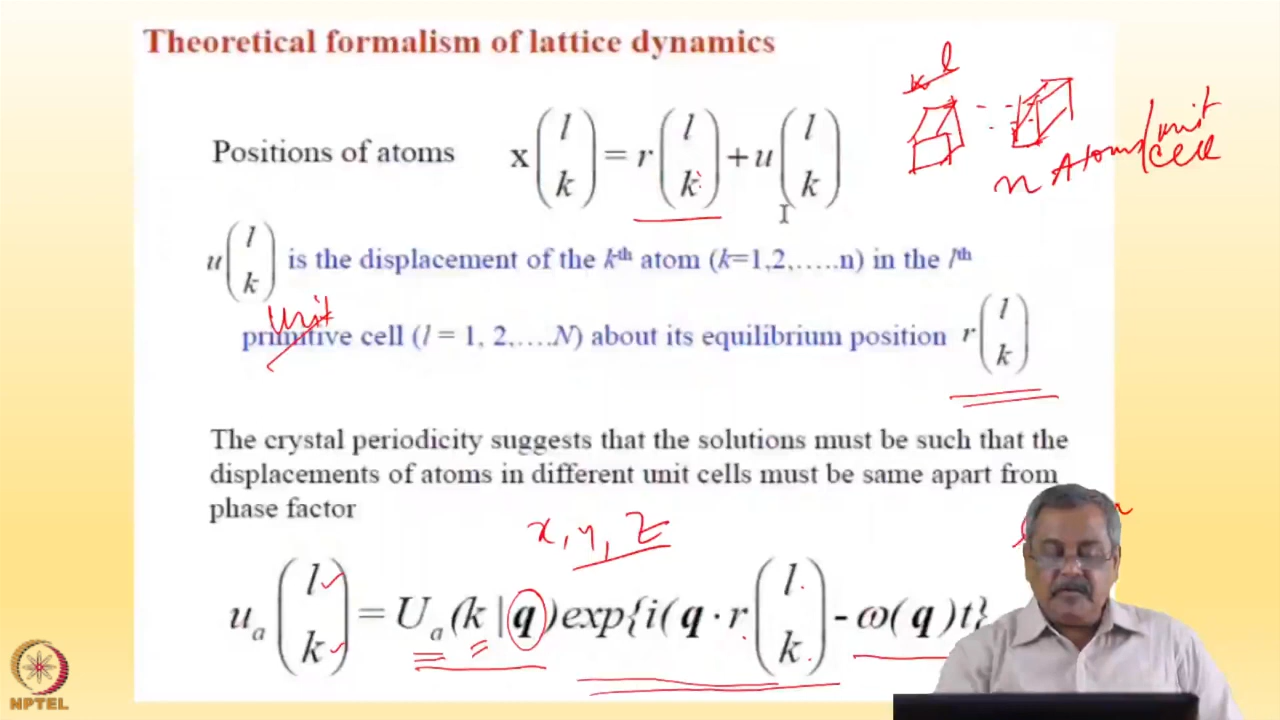 Theoretical formalism of lattice dynamics
l
Positions of atoms x(l k) = r(l k) + u(l k)
n Atoms/unit cell
u(l k) is the displacement of the kth atom (k=1,2,.....n) in the lth
Unit
primitive cell (l = 1, 2,....N) about its equilibrium position r(l k)
The crystal periodicity suggests that the solutions must be such that the
displacements of atoms in different unit cells must be same apart from
phase factor
x, y, z
u_a(l k) = U_a(k | q)exp{i(q · r(l k) - ω(q)t}
NPTEL